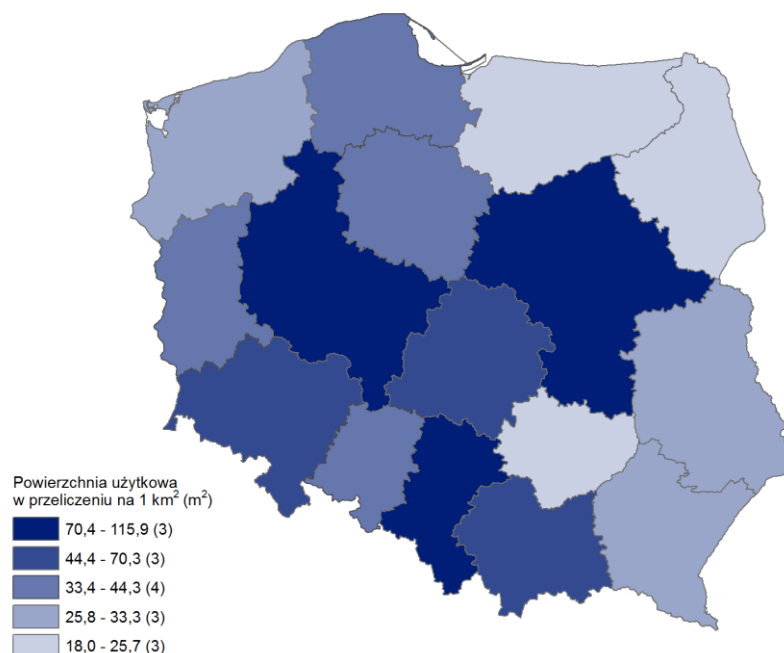 Powierzchnia użytkowa
w przeliczeniu na 1 km² (m²)
70,4 - 115,9 (3)
44,4 - 70,3 (3)
33,4 - 44,3 (4)
25,8 - 33,3 (3)
18,0 - 25,7 (3)